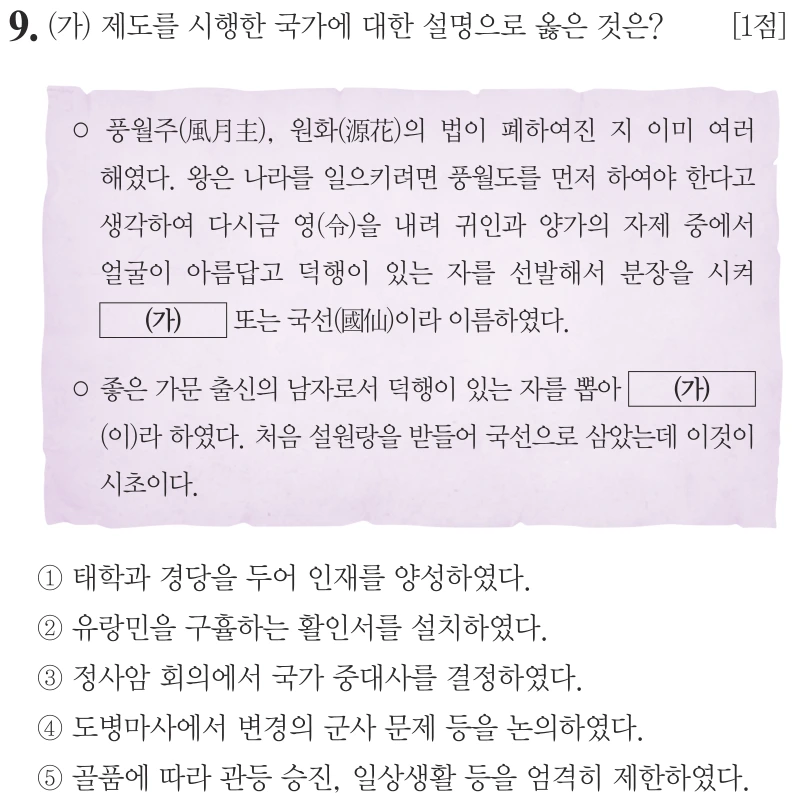 9. (가) 제도를 시행한 국가에 대한 설명으로 옳은 것은? [1점]
○ 풍월주(風月主), 원화(源花)의 법이 폐하여진 지 이미 여러
해였다. 왕은 나라를 일으키려면 풍월도를 먼저 하여야 한다고
생각하여 다시금 영(令)을 내려 귀인과 양가의 자제 중에서
얼굴이 아름답고 덕행이 있는 자를 선발해서 분장을 시켜
(가) 또는 국선(國仙)이라 이름하였다.
○ 좋은 가문 출신의 남자로서 덕행이 있는 자를 뽑아 (가)
(이)라 하였다. 처음 설원랑을 받들어 국선으로 삼았는데 이것이
시초이다.
① 태학과 경당을 두어 인재를 양성하였다.
② 유랑민을 구휼하는 활인서를 설치하였다.
③ 정사암 회의에서 국가 중대사를 결정하였다.
④ 도병마사에서 변경의 군사 문제 등을 논의하였다.
⑤ 골품에 따라 관등 승진, 일상생활 등을 엄격히 제한하였다.